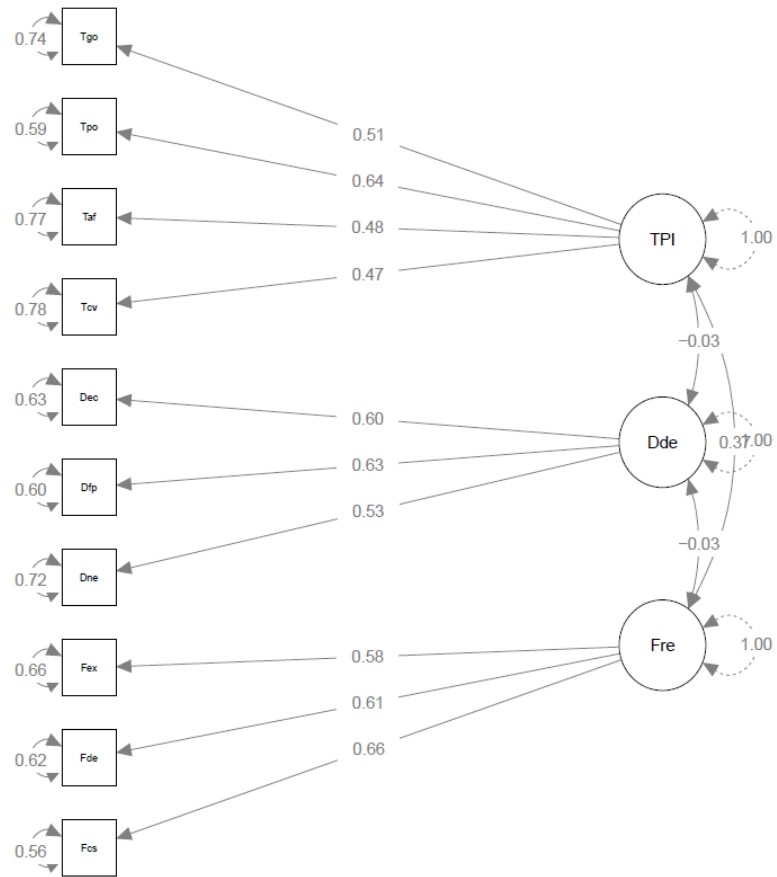 0.74 Tgo
0.51
0.59 Tpo
0.64
0.77 Taf
0.48
TPI 1.00
0.47
0.78 Tcv
−0.03
0.63 Dec
0.60
Dde 0.37 1.00
0.63
0.60 Dfp
0.53
0.72 Dne
−0.03
0.66 Fex
0.58
Fre 1.00
0.61
0.62 Fde
0.66
0.56 Fcs